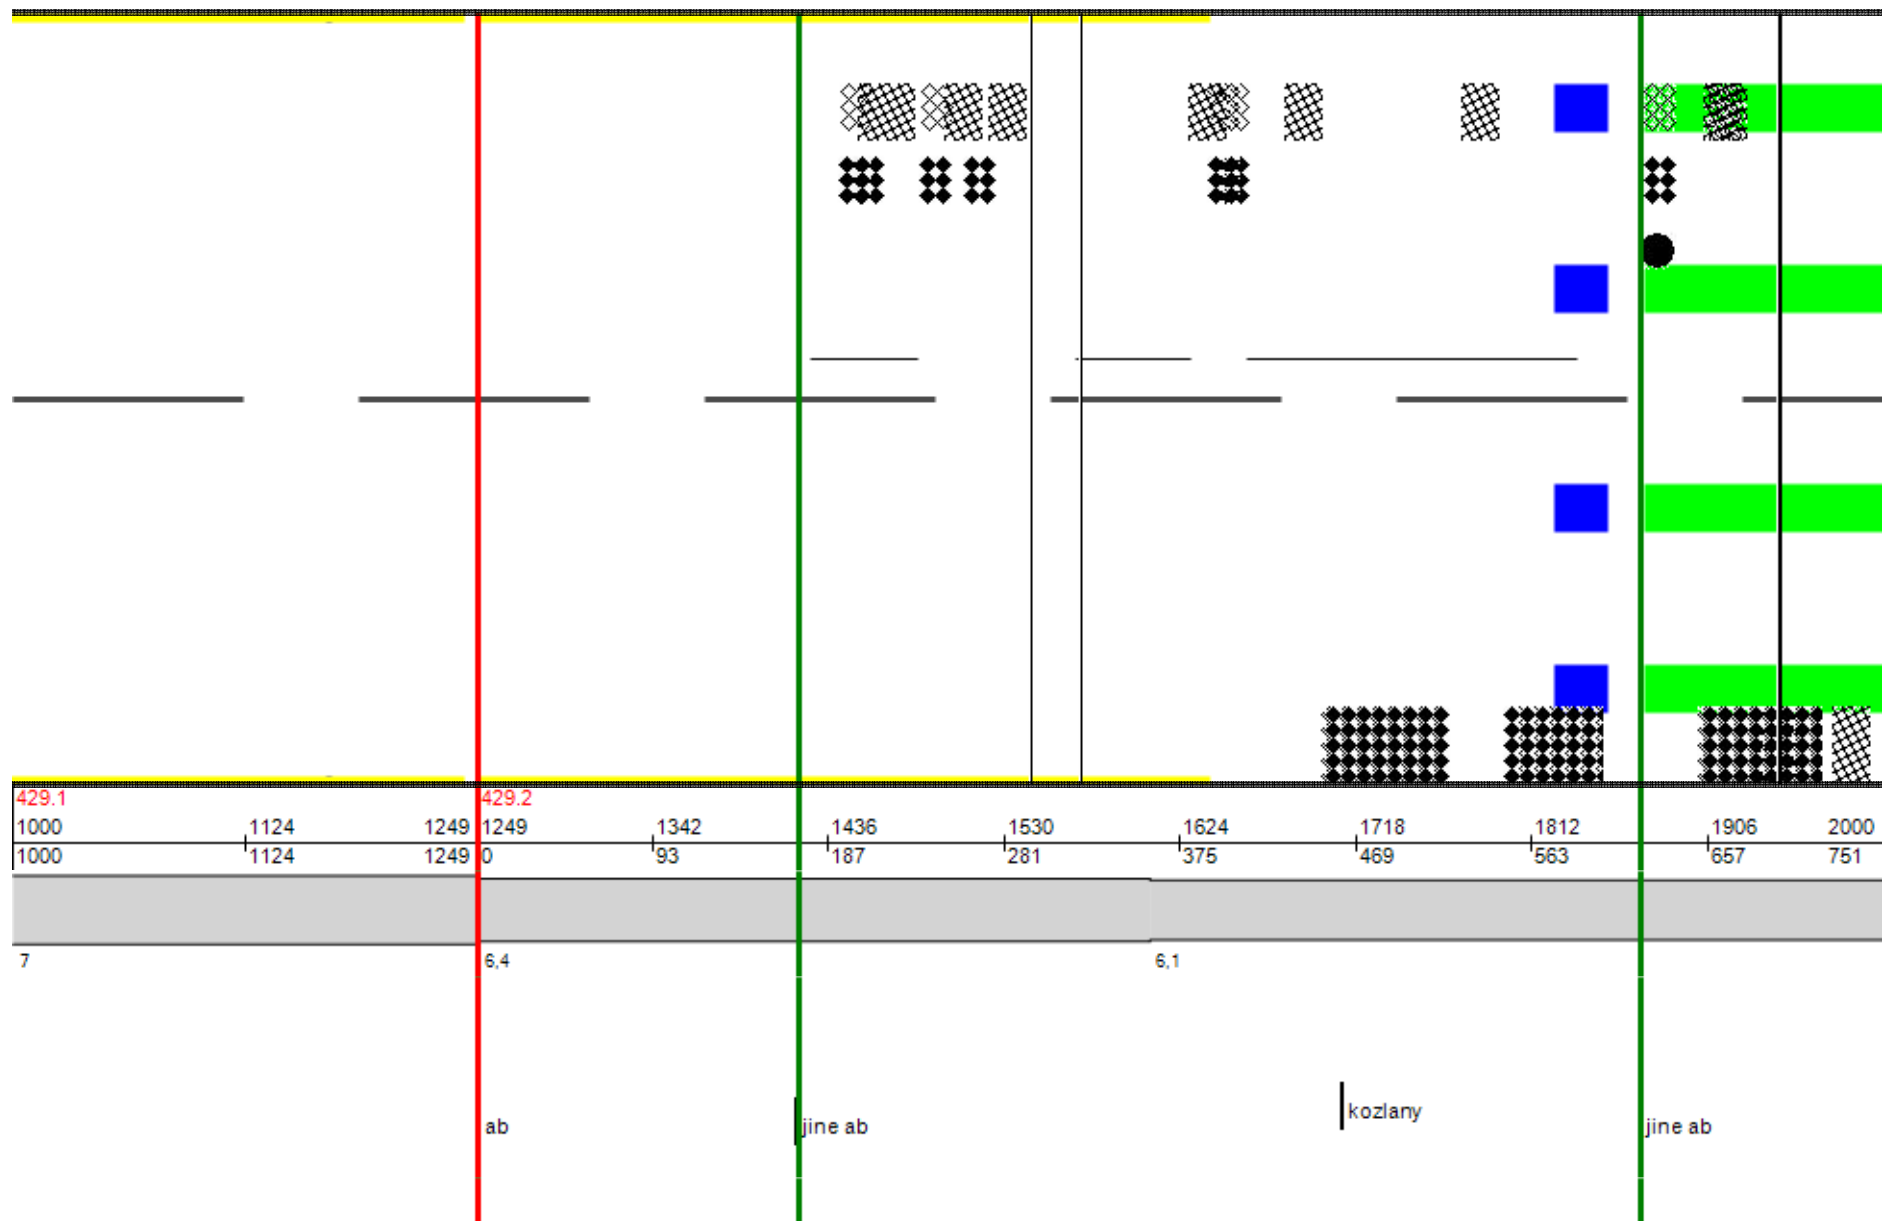 429.1 429.2
1000 1124 1249 1249 1342 1436 1530 1624 1718 1812 1906 2000
1000 1124 1249 0 93 187 281 375 469 563 657 751
7 6,4 6,1
kozlany
ab jine ab jine ab